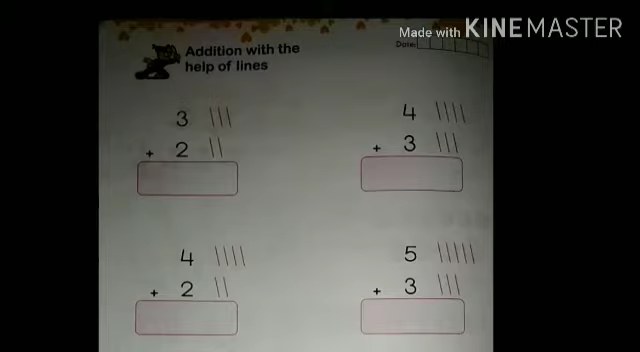 Made with KINEMASTER
Addition with the
help of lines
Date:
3
+ 2
4
+ 3
4
+ 2
5
+ 3